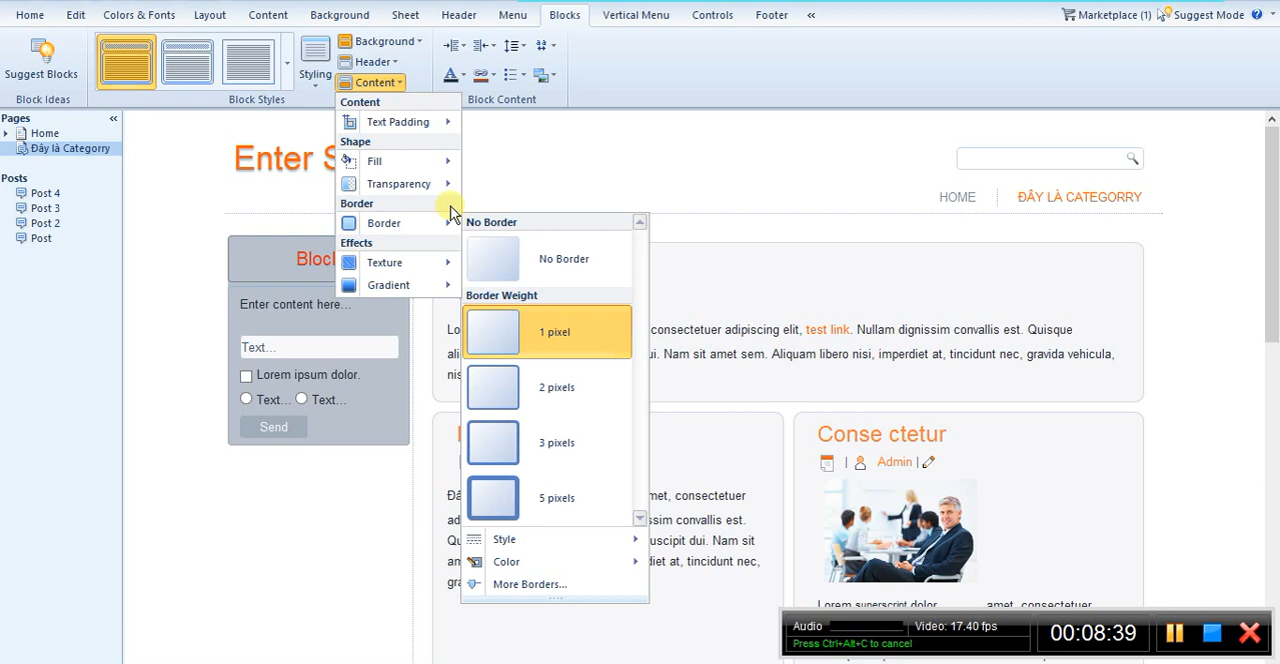 Home Edit Colors & Fonts Layout Content Background Sheet Header Menu Blocks Vertical Menu Controls Footer « Marketplace (1) Suggest Mode
Suggest Blocks
Styling
Background
Header
Content
Block Ideas Block Styles Block Content
Pages «
Home
Đây là Categorry
Posts
Post 4
Post 3
Post 2
Post
Content
Text Padding
Shape
Fill
Transparency
Border
Border
Effects
Texture
Gradient
No Border
No Border
Border Weight
1 pixel
2 pixels
3 pixels
5 pixels
Style
Color
More Borders...
Enter
HOME ĐÂY LÀ CATEGORRY
Enter content here...
Text...
Lorem ipsum dolor.
Text... Text...
Send
consectetuer adipiscing elit, test link. Nullam dignissim convallis est. Quisque
. Nam sit amet sem. Aliquam libero nisi, imperdiet at, tincidunt nec, gravida vehicula,
met, consectetuer
convallis est.
suscipit dui. Nam
at, tincidunt nec,
Conse ctetur
| Admin |
Lorem superscript dolor amet, consectetuer
Audio Video: 17.40 fps
Press Ctrl+Alt+C to cancel
00:08:39